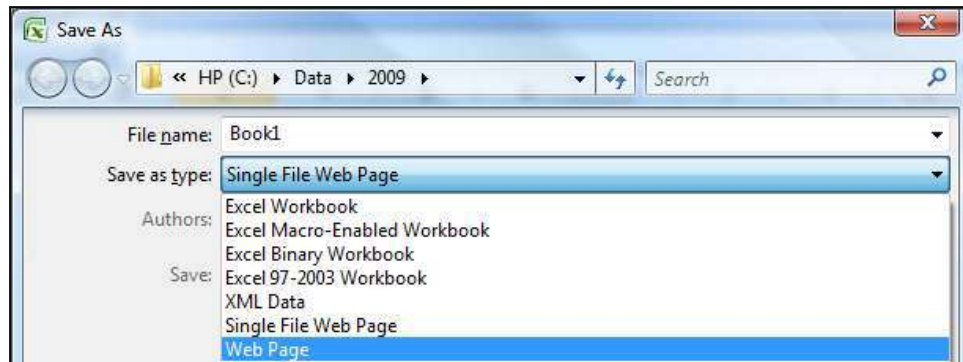 Save As
« HP (C:) ▸ Data ▸ 2009 ▸ Search
File name: Book1
Save as type: Single File Web Page
Authors:
Excel Workbook
Excel Macro-Enabled Workbook
Excel Binary Workbook
Save: Excel 97-2003 Workbook
XML Data
Single File Web Page
Web Page